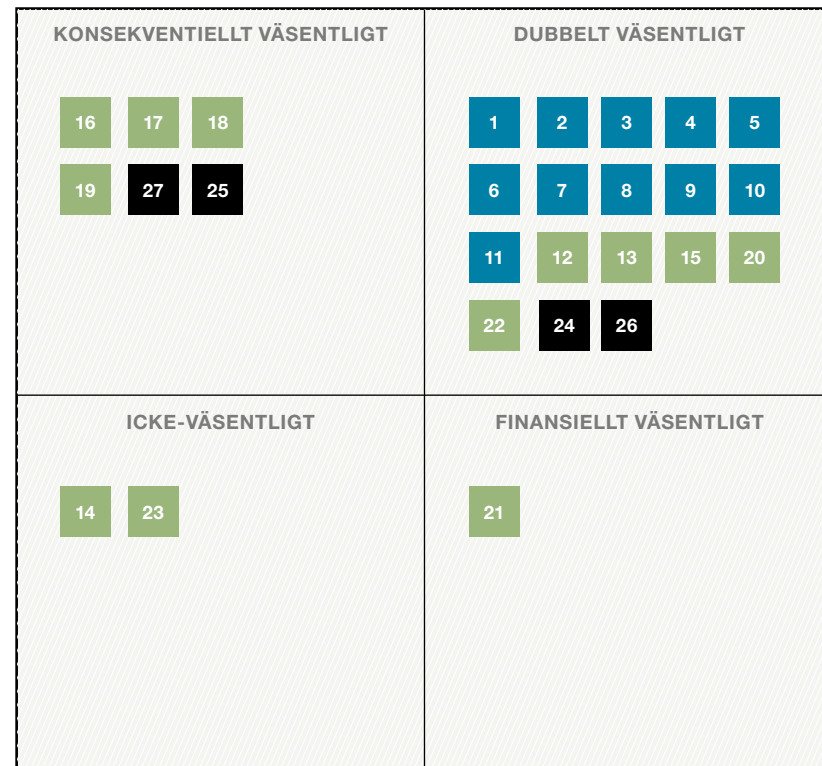 KONSEKVENTIELLT VÄSENTLIGT
16 17 18
19 27 25
DUBBELT VÄSENTLIGT
1 2 3 4 5
6 7 8 9 10
11 12 13 15 20
22 24 26
ICKE-VÄSENTLIGT
14 23
FINANSIELLT VÄSENTLIGT
21